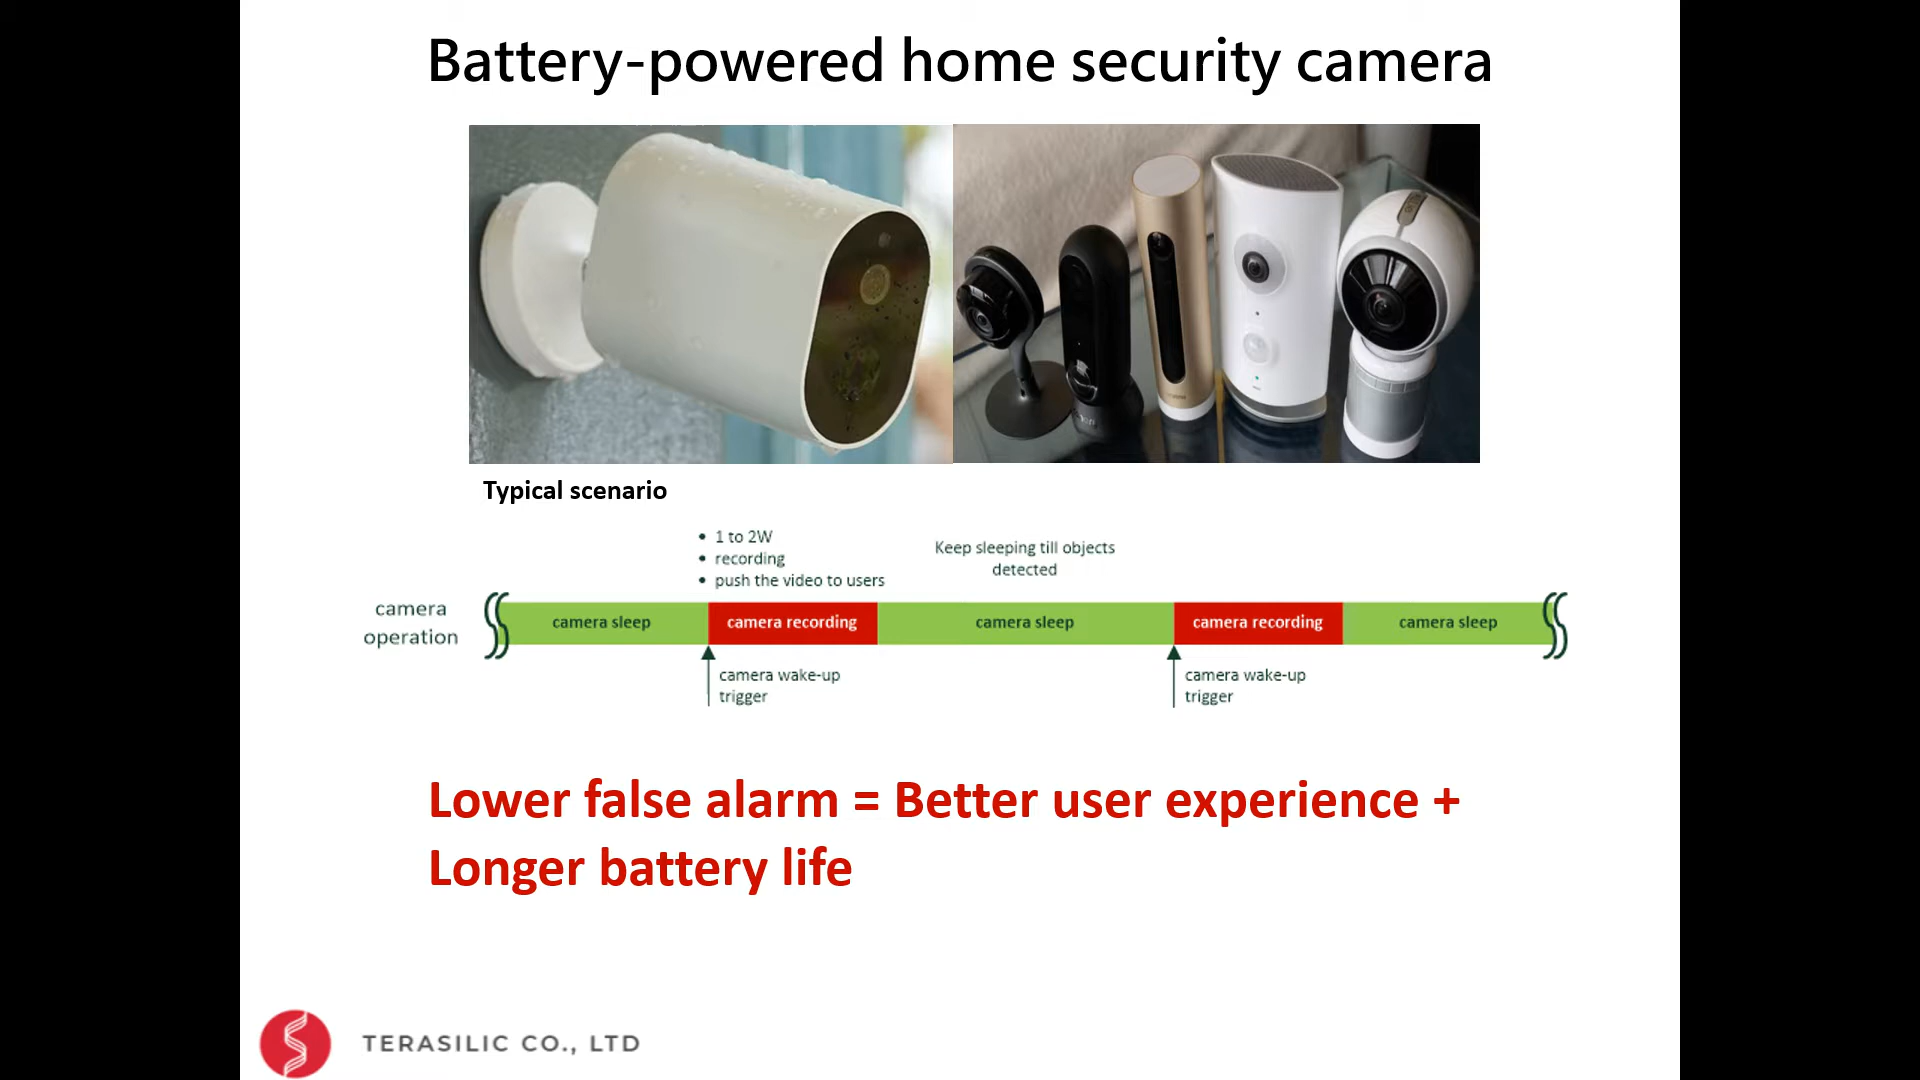 Battery-powered home security camera
Typical scenario
• 1 to 2W
• recording
• push the video to users
Keep sleeping till objects
detected
camera
operation
camera sleep
camera recording
camera sleep
camera recording
camera sleep
camera wake-up
trigger
camera wake-up
trigger
Lower false alarm = Better user experience +
Longer battery life
TERASILIC CO., LTD